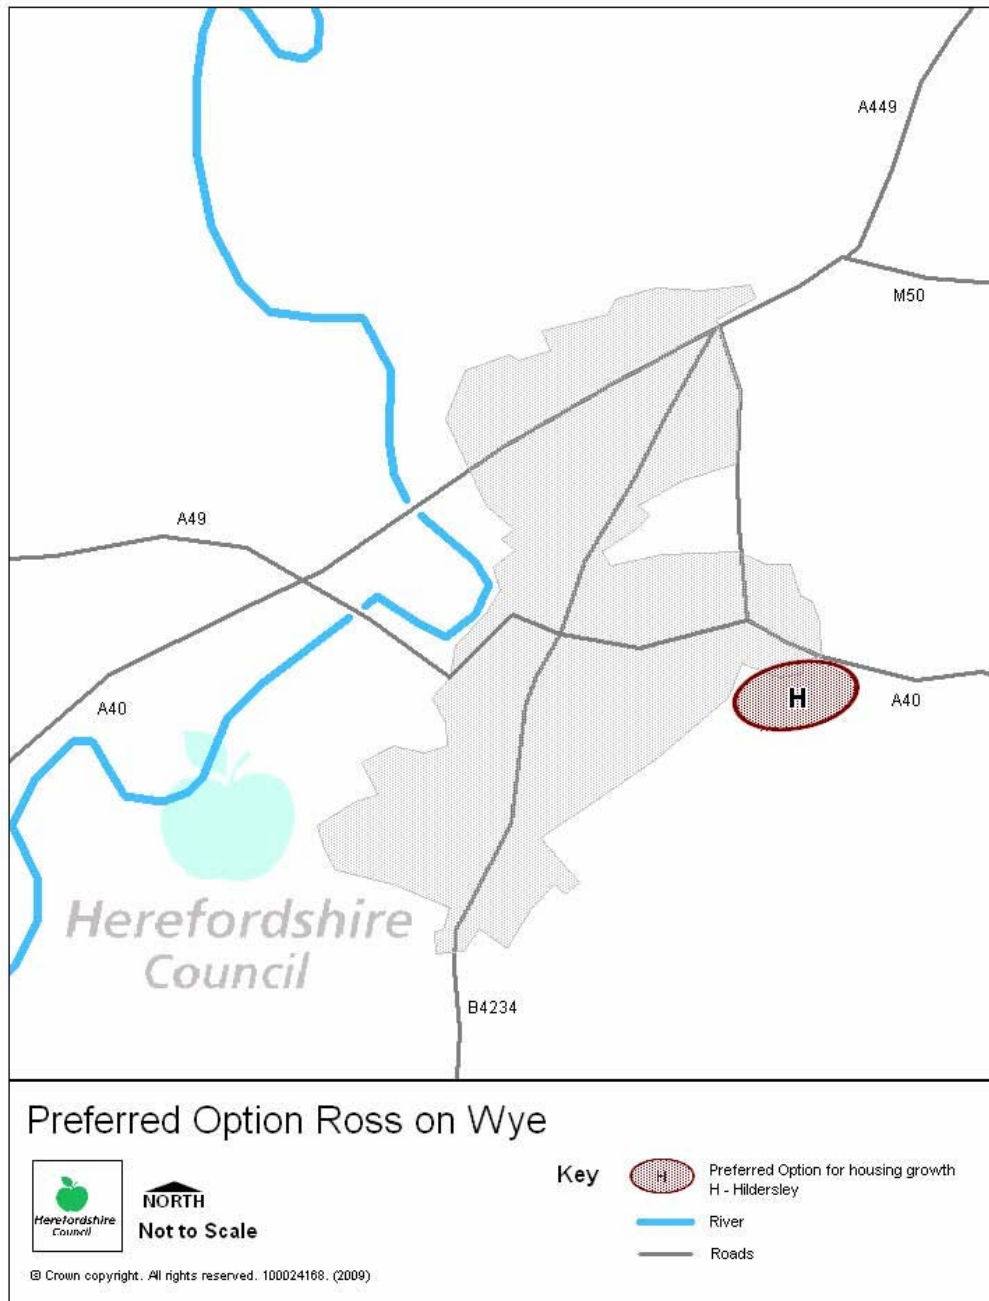 A449
M50
A49
A40
H
A40
Herefordshire
Council
B4234
Preferred Option Ross on Wye
Herefordshire
Council
NORTH
Not to Scale
Key
H
Preferred Option for housing growth
H - Hildersley
River
Roads
© Crown copyright. All rights reserved. 100024168. (2009)